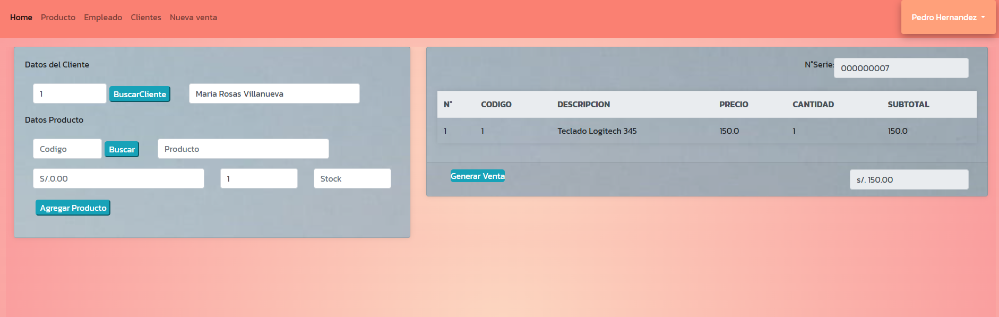 Home Producto Empleado Clientes Nueva venta Pedro Hernandez
Datos del Cliente
1 BuscarCliente Maria Rosas Villanueva
Datos Producto
Codigo Buscar Producto
S/.0.00 1 Stock
Agregar Producto
N°Serie: 000000007
N° CODIGO DESCRIPCION PRECIO CANTIDAD SUBTOTAL
1 1 Teclado Logitech 345 150.0 1 150.0
Generar Venta s/. 150.00